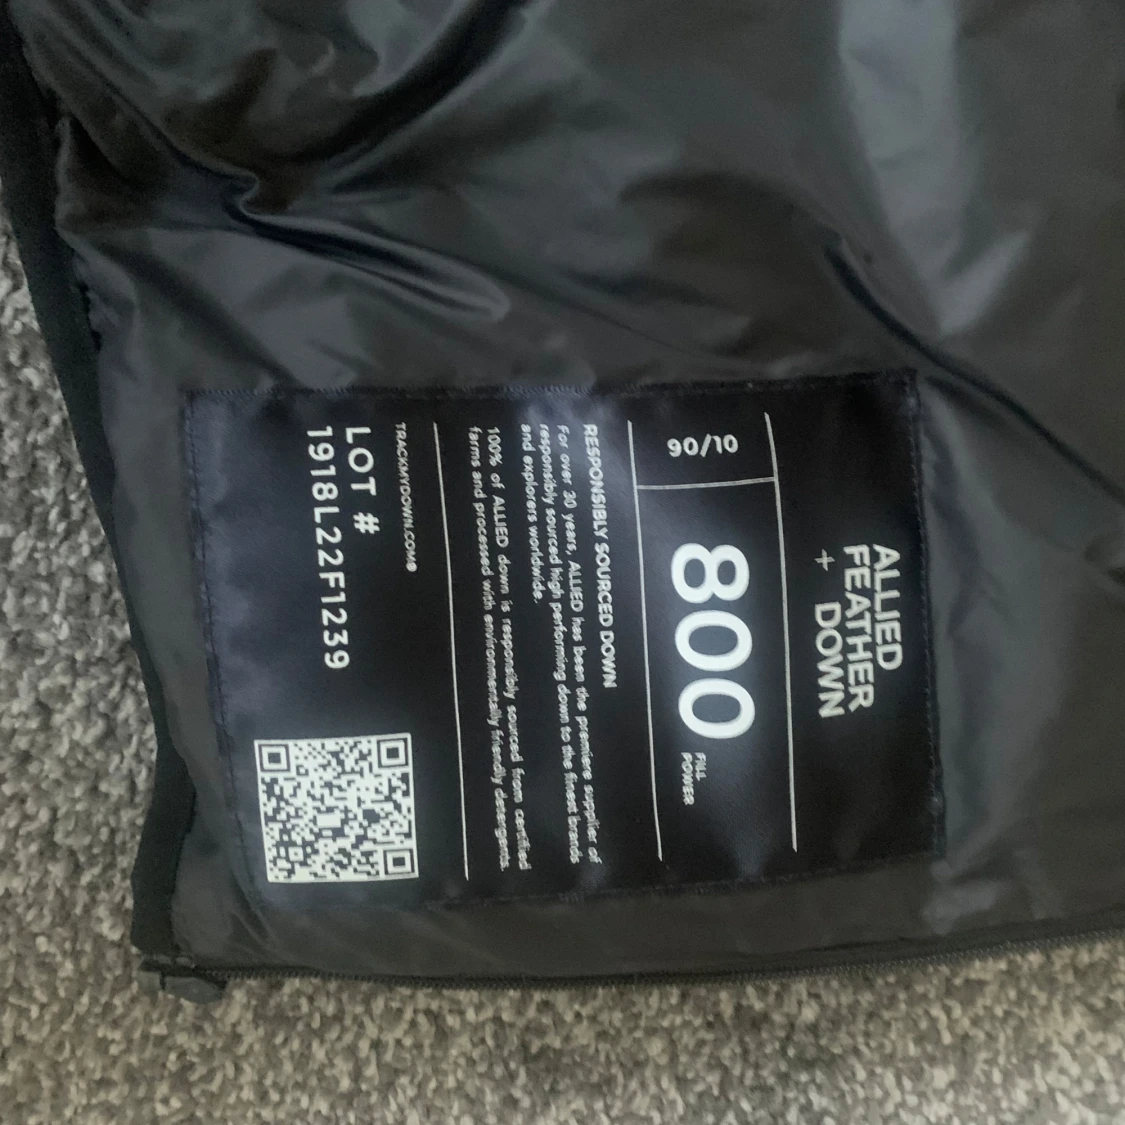 ALLIED
FEATHER
+ DOWN
90/10
800 FILL
POWER
RESPONSIBLY SOURCED DOWN
For over 30 years, ALLIED has been the premiere supplier of
responsibly sourced high performing down to the finest brands
and explorers worldwide.
100% of ALLIED down is responsibly sourced from certified
farms and processed with environmentally friendly detergents.
TRACKMYDOWN.COM®
LOT #
1918L22F1239